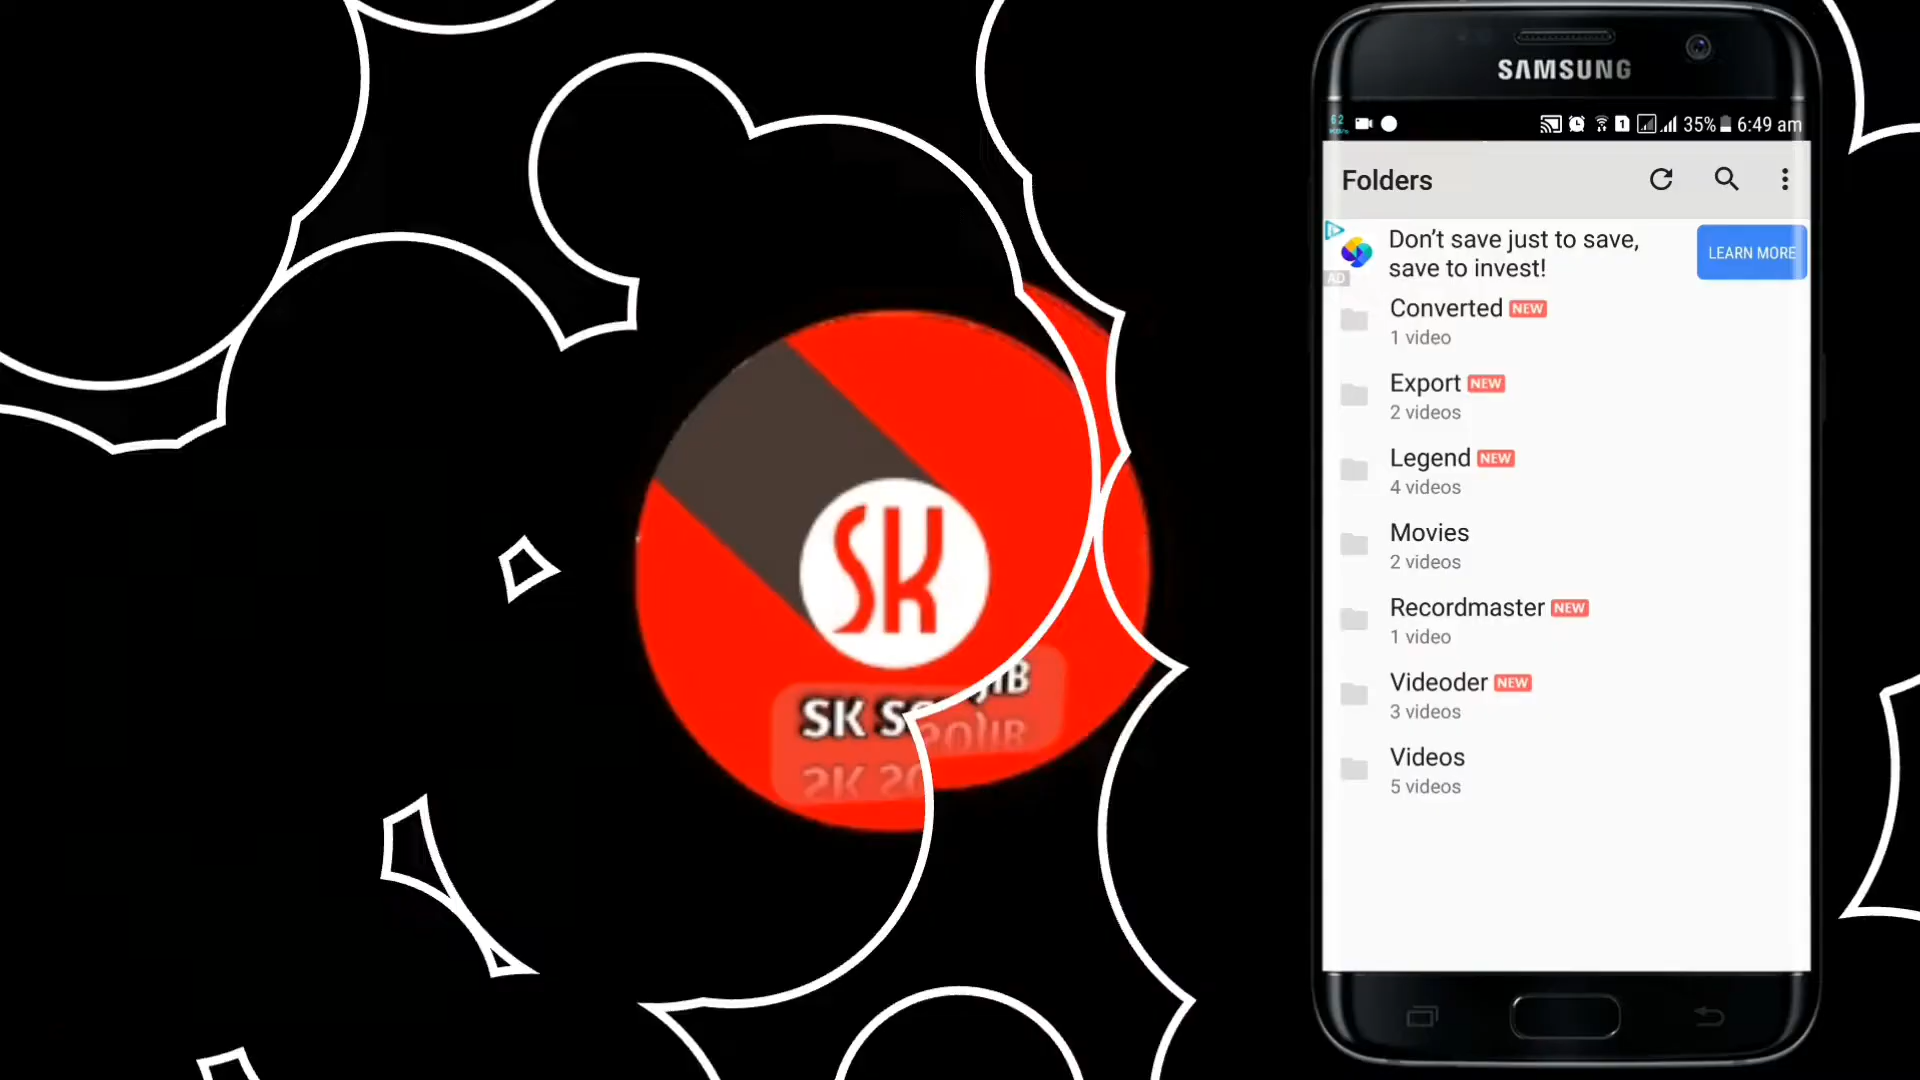 SK
SK S
SAMSUNG
35% 6:49 am
Folders
Don't save just to save,
save to invest!
LEARN MORE
AD
Converted NEW
1 video
Export NEW
2 videos
Legend NEW
4 videos
Movies
2 videos
Recordmaster NEW
1 video
Videoder NEW
3 videos
Videos
5 videos